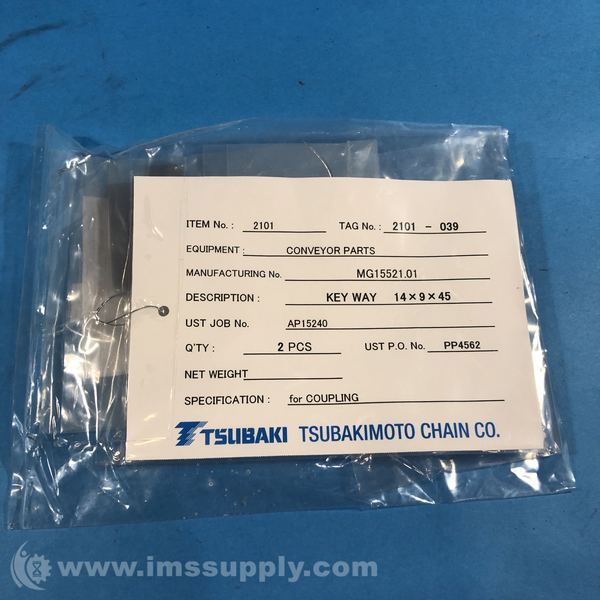 ITEM No. : 2101 TAG No. : 2101 - 039
EQUIPMENT : CONVEYOR PARTS
MANUFACTURING No. MG15521.01
DESCRIPTION : KEY WAY 14×9×45
UST JOB No. AP15240
Q'TY : 2 PCS UST P.O. No. PP4562
NET WEIGHT
SPECIFICATION : for COUPLING
TSUBAKI TSUBAKIMOTO CHAIN CO.
www.imssupply.com